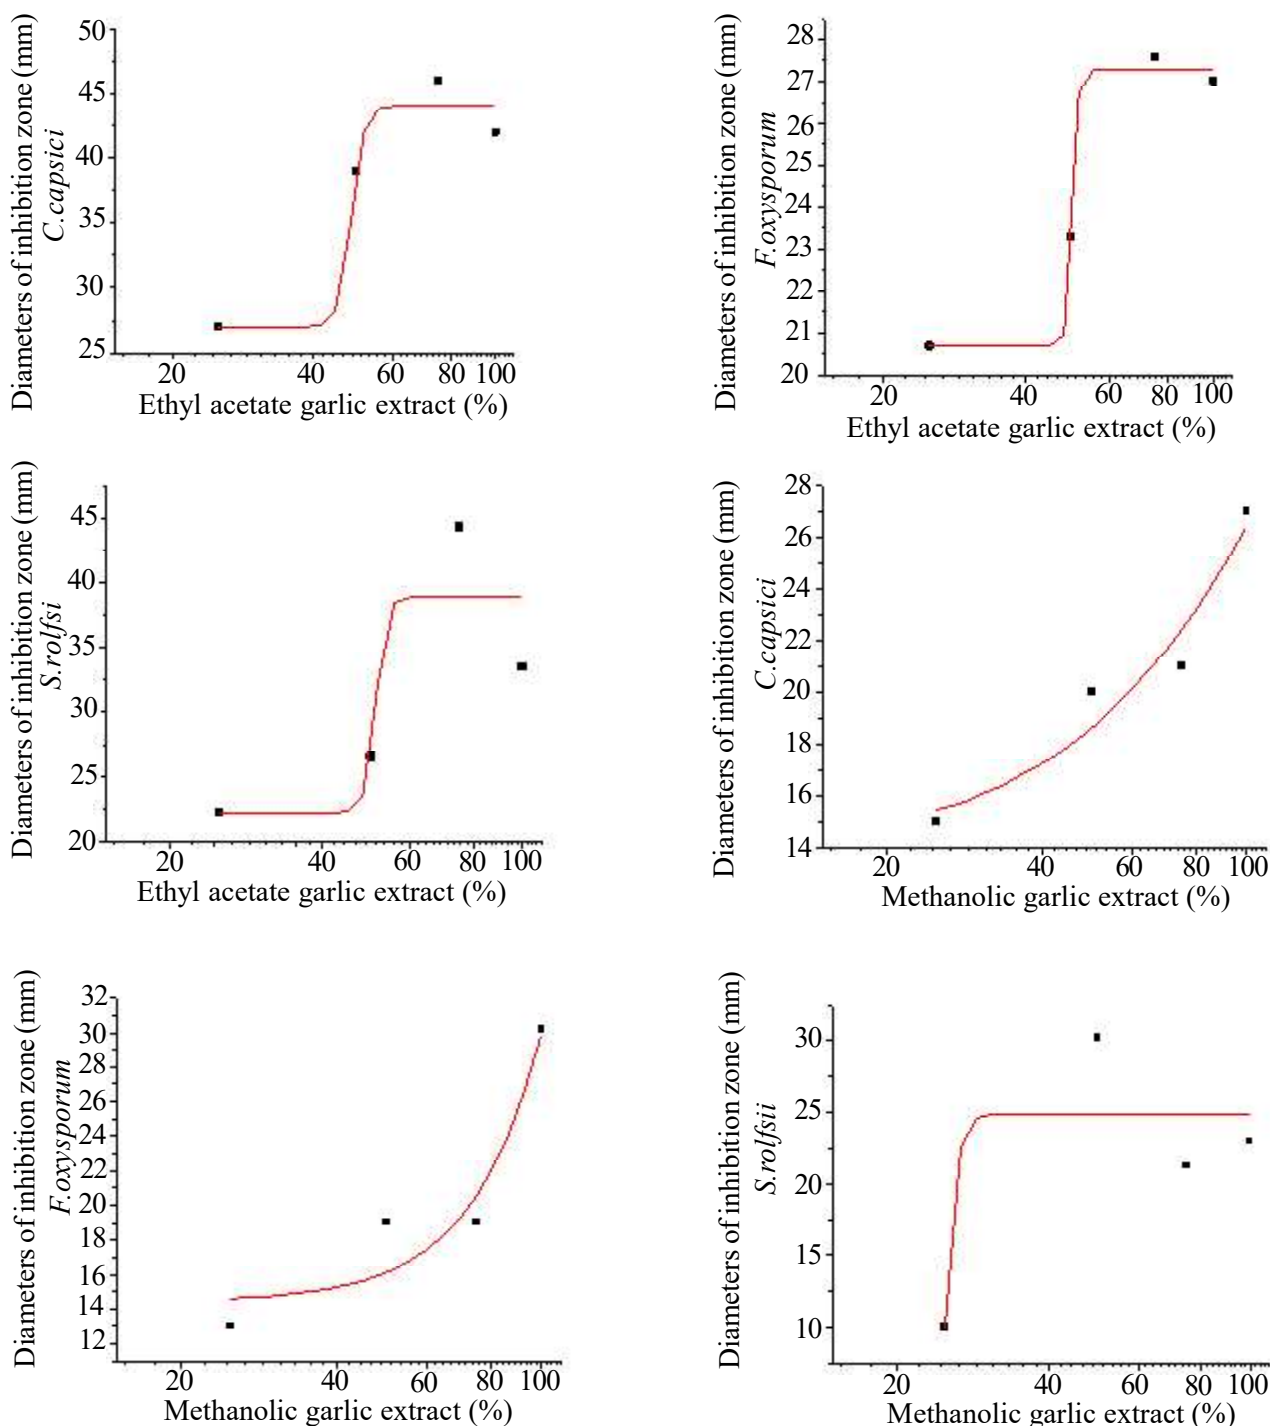 Diameters of inhibition zone (mm)
C.capsici
50
45
40
35
30
25
20 40 60 80 100
Ethyl acetate garlic extract (%)
Diameters of inhibition zone (mm)
F.oxysporum
28
27
26
25
24
23
22
21
20
20 40 60 80 100
Ethyl acetate garlic extract (%)
Diameters of inhibition zone (mm)
S.rolfsi
45
40
35
30
25
20
20 40 60 80 100
Ethyl acetate garlic extract (%)
Diameters of inhibition zone (mm)
C.capsici
28
26
24
22
20
18
16
14
20 40 60 80 100
Methanolic garlic extract (%)
Diameters of inhibition zone (mm)
F.oxysporum
32
30
28
26
24
22
20
18
16
14
12
20 40 60 80 100
Methanolic garlic extract (%)
Diameters of inhibition zone (mm)
S.rolfsii
30
25
20
15
10
20 40 60 80 100
Methanolic garlic extract (%)